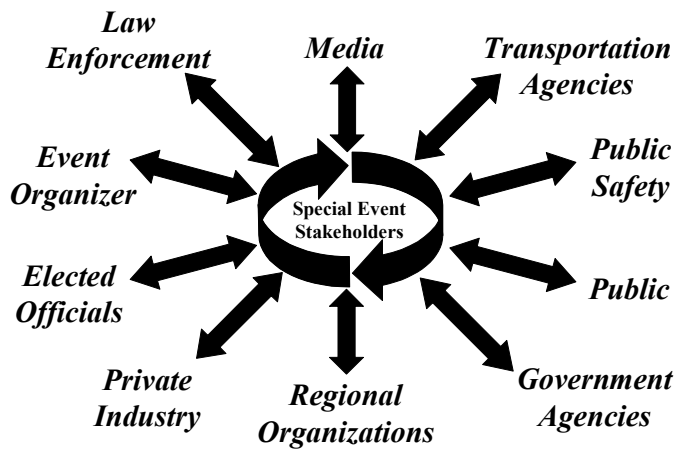 Law
Enforcement
Media
Transportation
Agencies
Event
Organizer
Public
Safety
Special Event
Stakeholders
Elected
Officials
Public
Private
Industry
Regional
Organizations
Government
Agencies